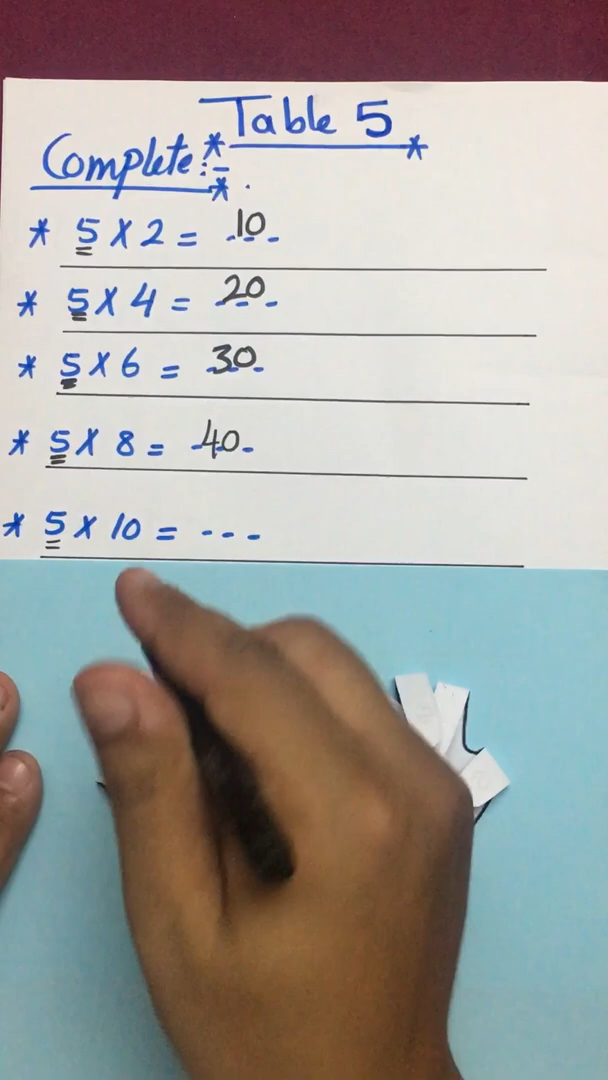 Table 5
Complete:-
* 5 X 2 = 10
* 5 X 4 = 20
* 5 X 6 = 30
* 5 X 8 = 40
* 5 X 10 = ---